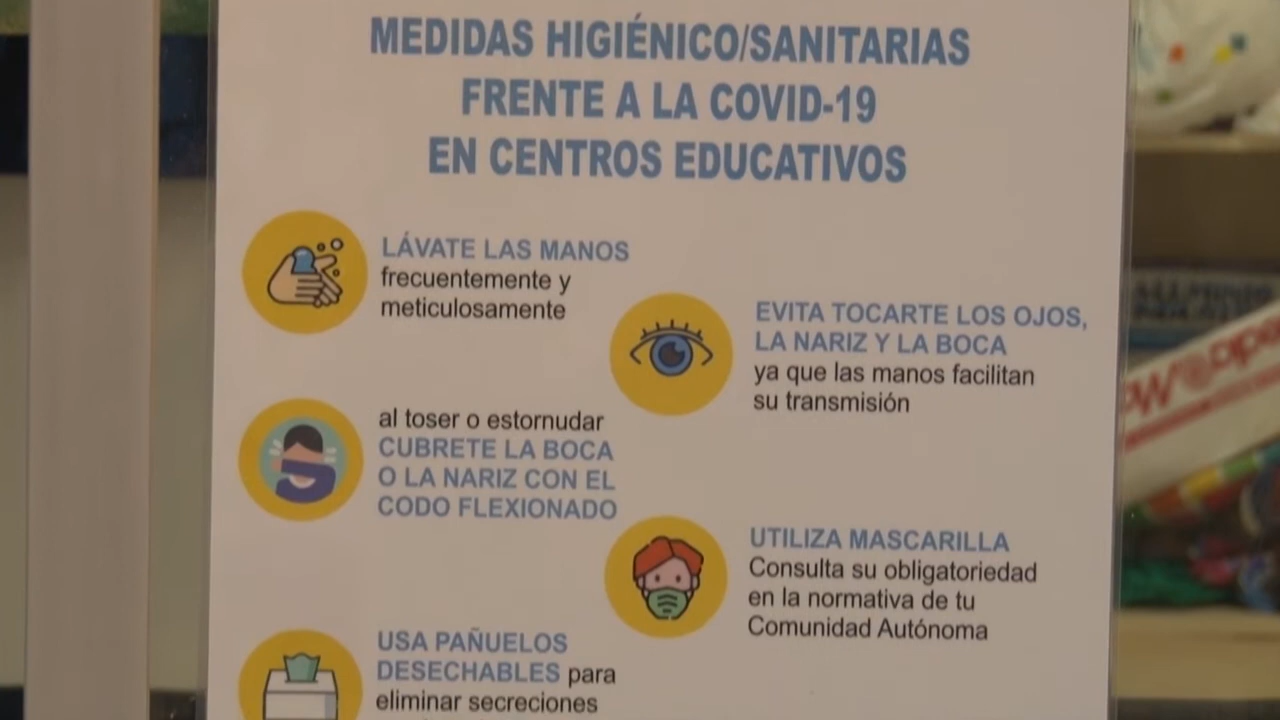 MEDIDAS HIGIÉNICO/SANITARIAS
FRENTE A LA COVID-19
EN CENTROS EDUCATIVOS
LÁVATE LAS MANOS
frecuentemente y
meticulosamente
EVITA TOCARTE LOS OJOS,
LA NARIZ Y LA BOCA
ya que las manos facilitan
su transmisión
al toser o estornudar
CUBRETE LA BOCA
O LA NARIZ CON EL
CODO FLEXIONADO
UTILIZA MASCARILLA
Consulta su obligatoriedad
en la normativa de tu
Comunidad Autónoma
USA PAÑUELOS
DESECHABLES para
eliminar secreciones